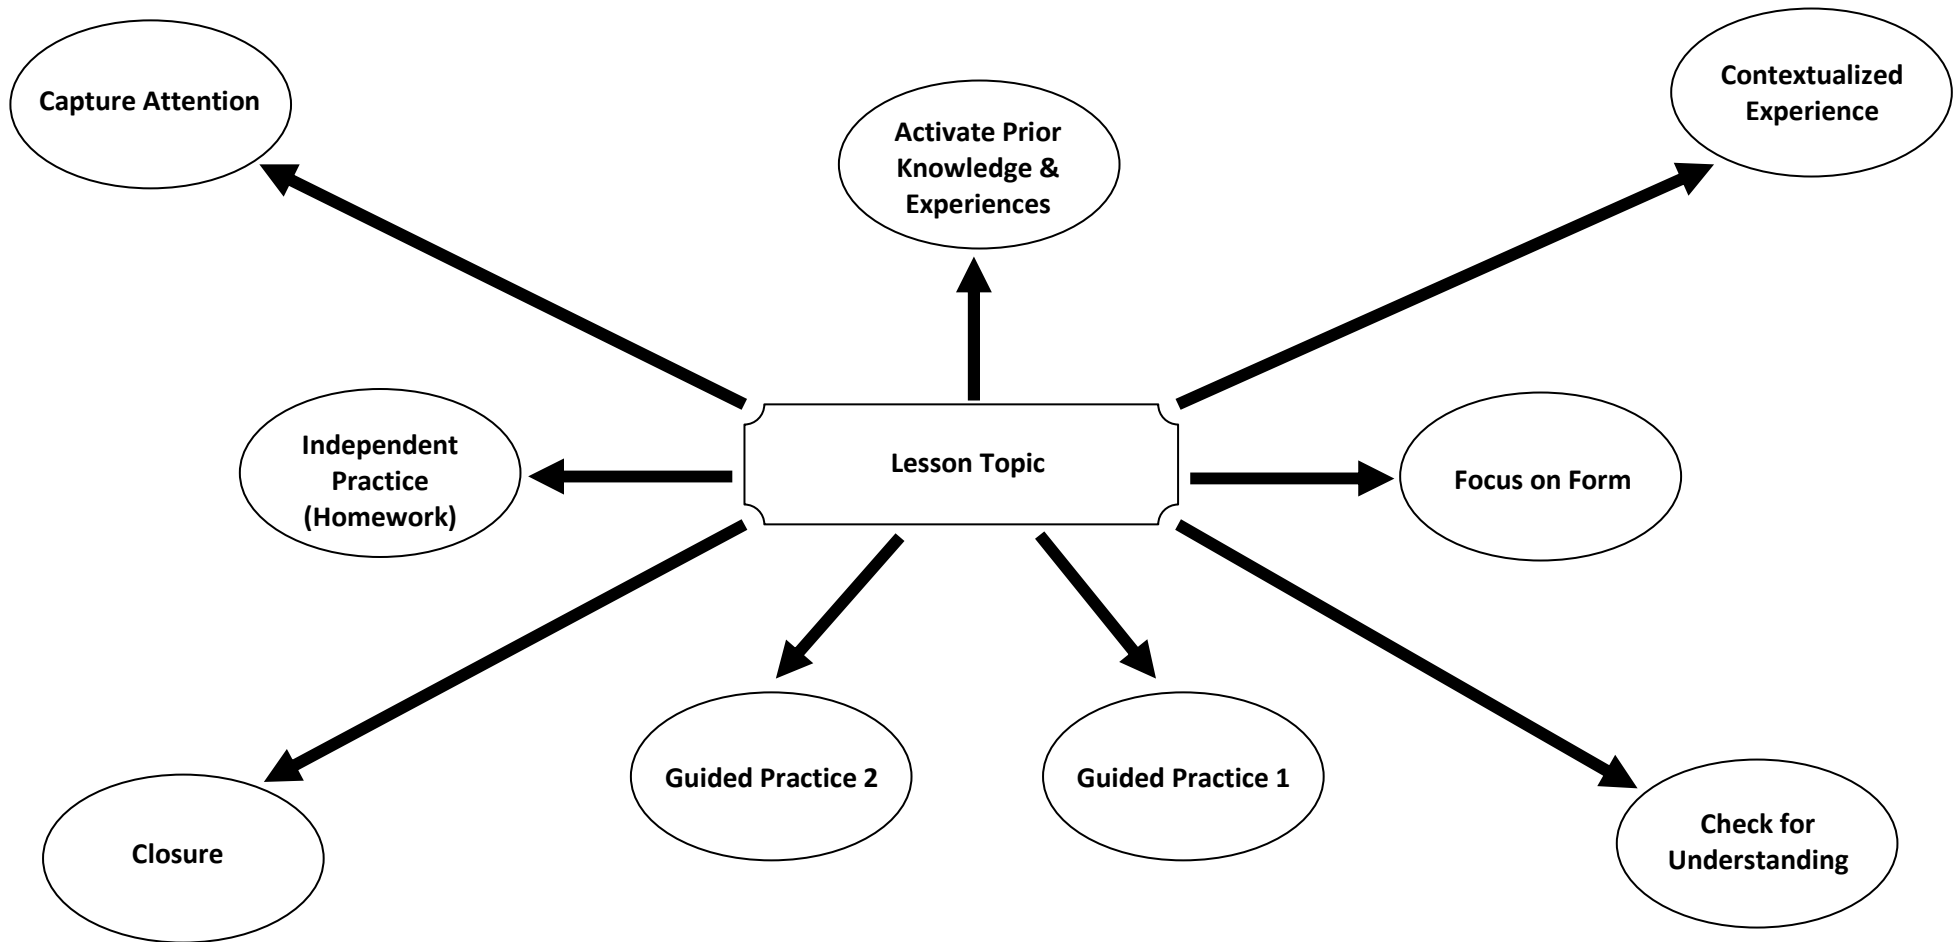 Capture Attention
Activate Prior
Knowledge &
Experiences
Contextualized
Experience
Independent
Practice
(Homework)
Lesson Topic
Focus on Form
Closure
Guided Practice 2
Guided Practice 1
Check for
Understanding